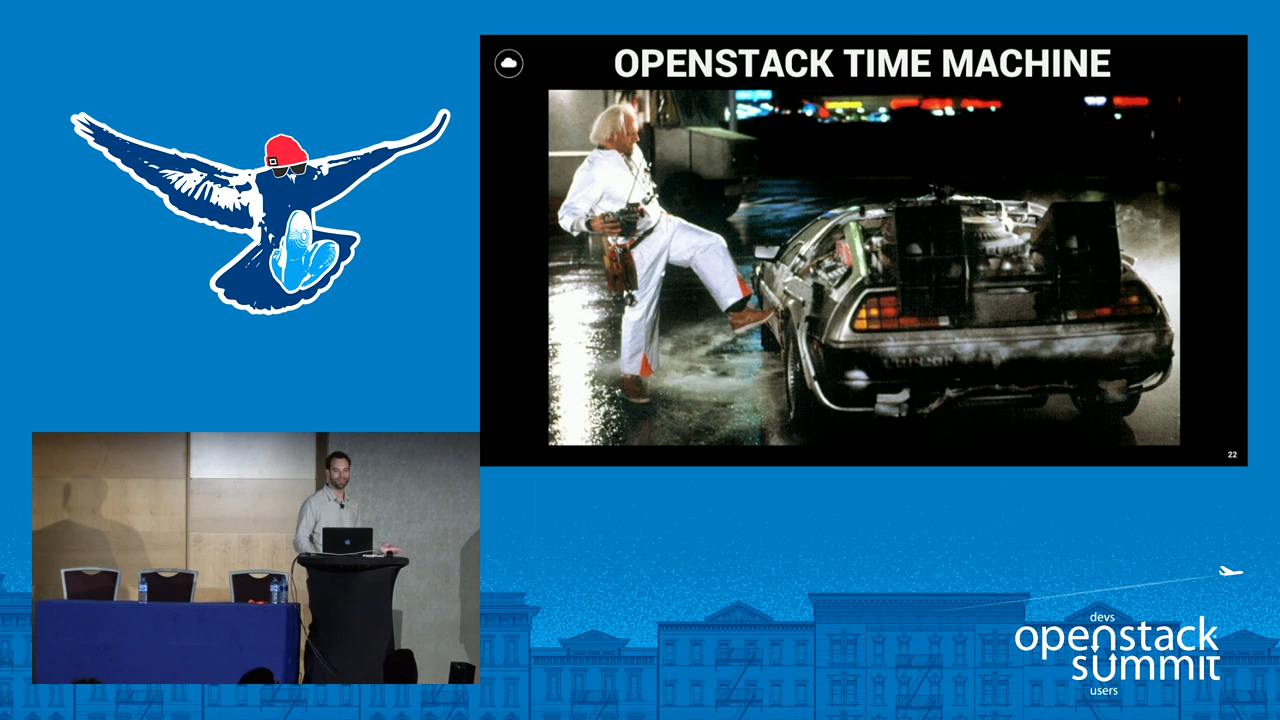 OPENSTACK TIME MACHINE
22
devs
openstack
summit
users